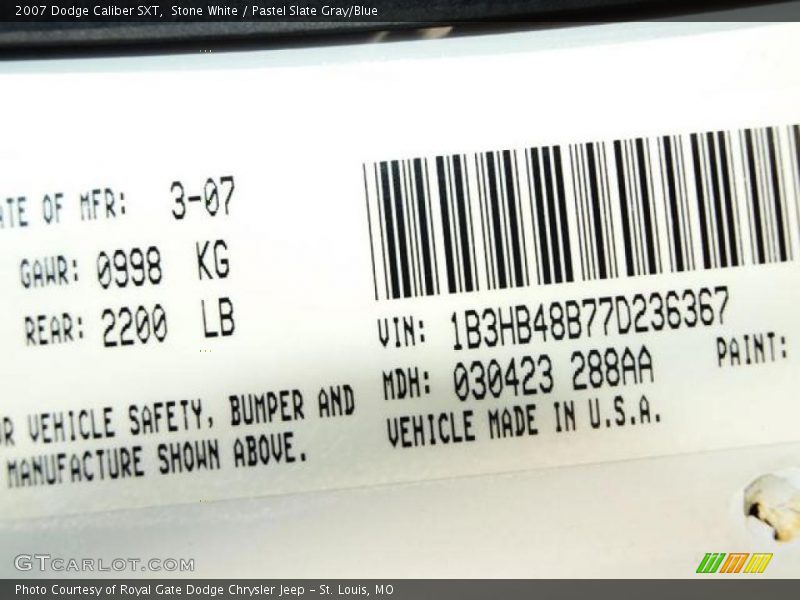 2007 Dodge Caliber SXT,  Stone White / Pastel Slate Gray/Blue
ATE OF MFR: 3-07
GAWR: 0998 KG
REAR: 2200 LB
VIN: 1B3HB48B77D236367
MDH: 030423 288AA
PAINT:
VEHICLE MADE IN U.S.A.
OR VEHICLE SAFETY, BUMPER AND
MANUFACTURE SHOWN ABOVE.
GTCARLOT.COM
Photo Courtesy of Royal Gate Dodge Chrysler Jeep - St. Louis, MO